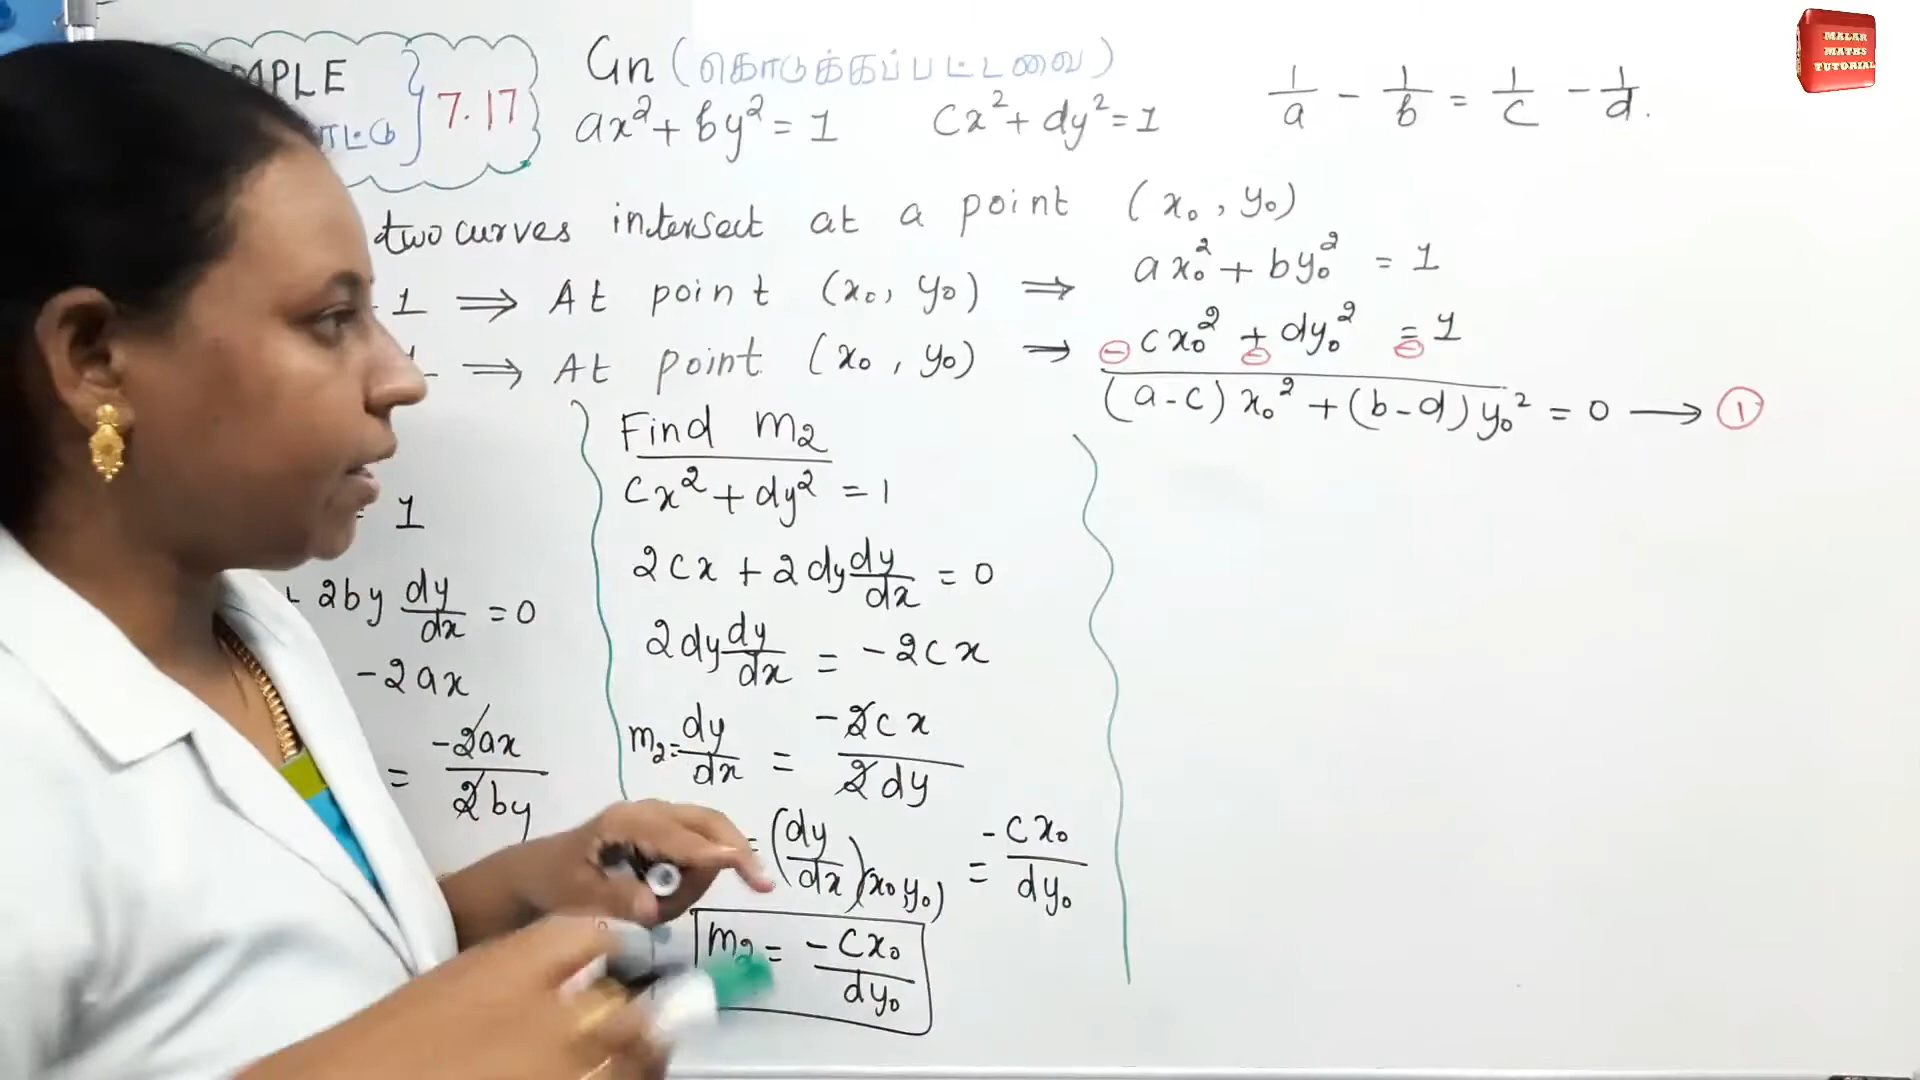 7.17
Gn (கொடுக்கப்பட்டவை)
ax² + by² = 1 cx² + dy² = 1 1/a - 1/b = 1/c - 1/d.
two curves intersect at a point (x₀, y₀)
1 ⟹ At point (x₀, y₀) ⟹ ax₀² + by₀² = 1
⟹ At point (x₀, y₀) → cx₀² + dy₀² = 1
(a-c) x₀² + (b-d) y₀² = 0 → ①
= 1
2by dy/dx = 0
-2ax
= -2ax/2by
Find m₂
cx² + dy² = 1
2cx + 2dy dy/dx = 0
2dy dy/dx = -2cx
m₂ = dy/dx = -2cx/2dy
= (dy/dx)(x₀,y₀) = -cx₀/dy₀
m₂ = -cx₀/dy₀
MALAR
MATHS
TUTORIAL